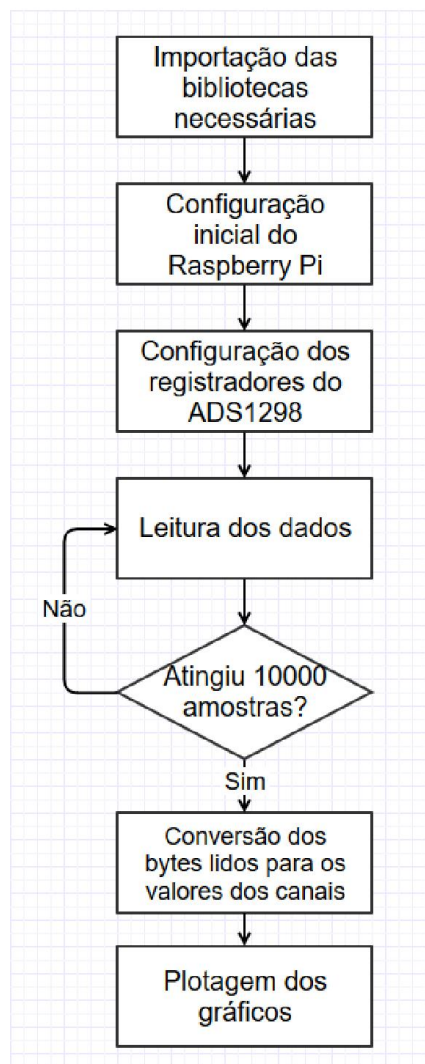 Importação das
bibliotecas
necessárias
Configuração
inicial do
Raspberry Pi
Configuração dos
registradores do
ADS1298
Leitura dos dados
Não
Atingiu 10000
amostras?
Sim
Conversão dos
bytes lidos para os
valores dos canais
Plotagem dos
gráficos